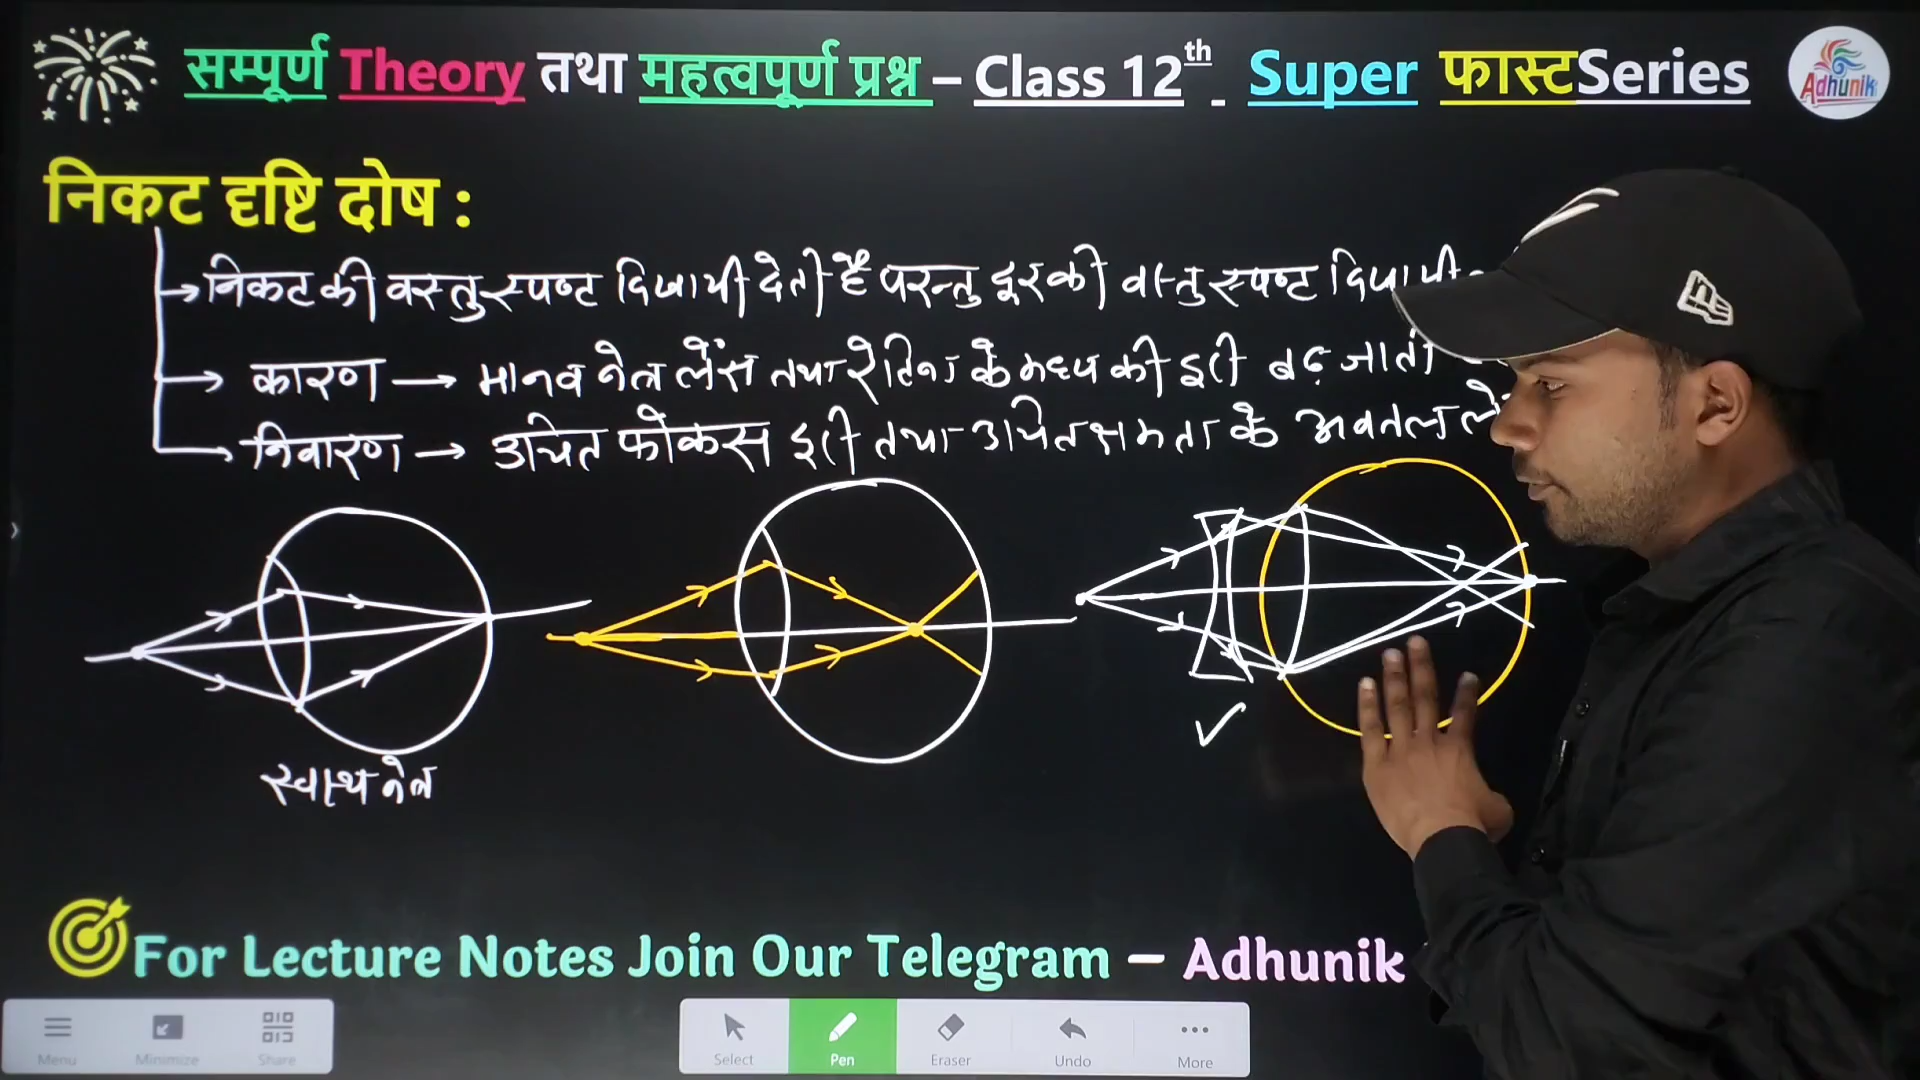 सम्पूर्ण Theory तथा महत्वपूर्ण प्रश्न – Class 12th - Super फास्टSeries
Adhunik
निकट दृष्टि दोष :
निकट की वस्तु स्पष्ट दिखायी देती है परन्तु दूर की वस्तु स्पष्ट दिखायी
कारण → मानव नेत्र लेंस तथा रेटिना के मध्य की दूरी बढ़ जाती
निवारण → उचित फोकस दूरी तथा उचित क्षमता के अवतल
स्वस्थ नेत्र
For Lecture Notes Join Our Telegram – Adhunik
Menu Minimize Share Select Pen Eraser Undo More